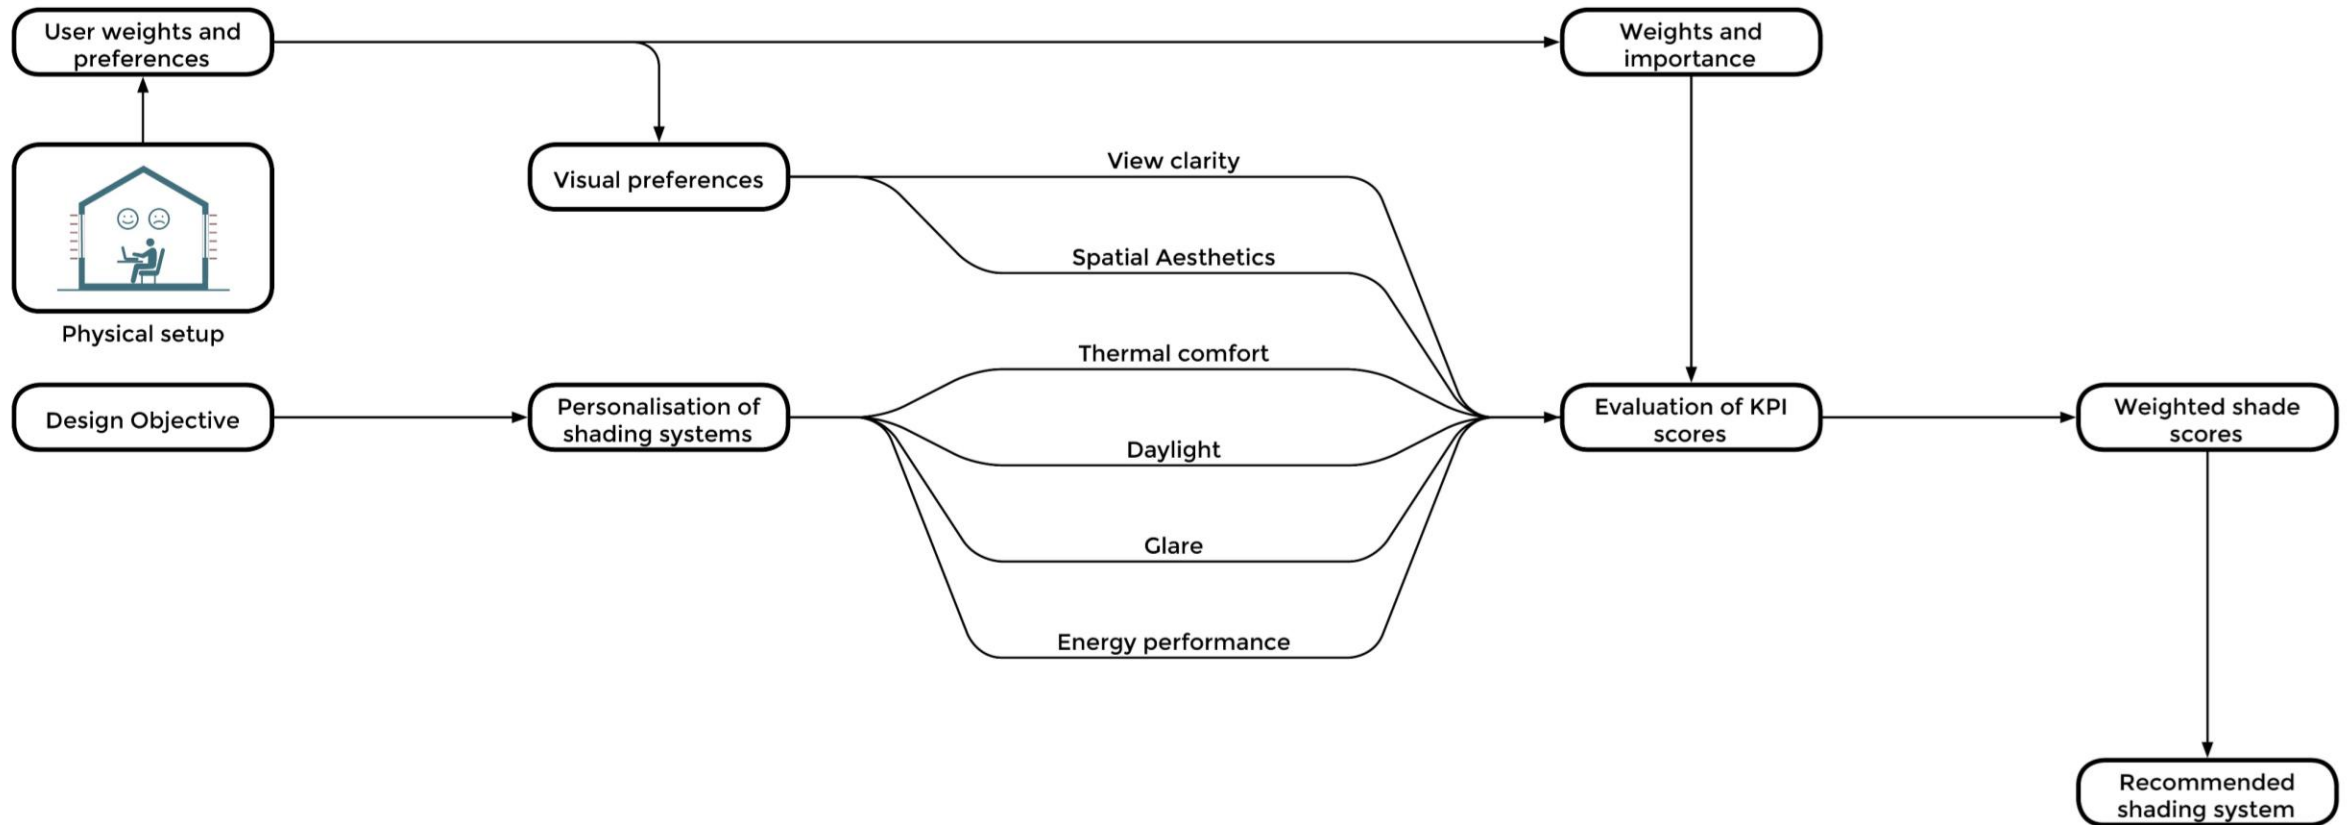 User weights and
preferences
Weights and
importance
View clarity
Visual preferences
Spatial Aesthetics
Physical setup
Thermal comfort
Design Objective
Personalisation of
shading systems
Evaluation of KPI
scores
Weighted shade
scores
Daylight
Glare
Energy performance
Recommended
shading system